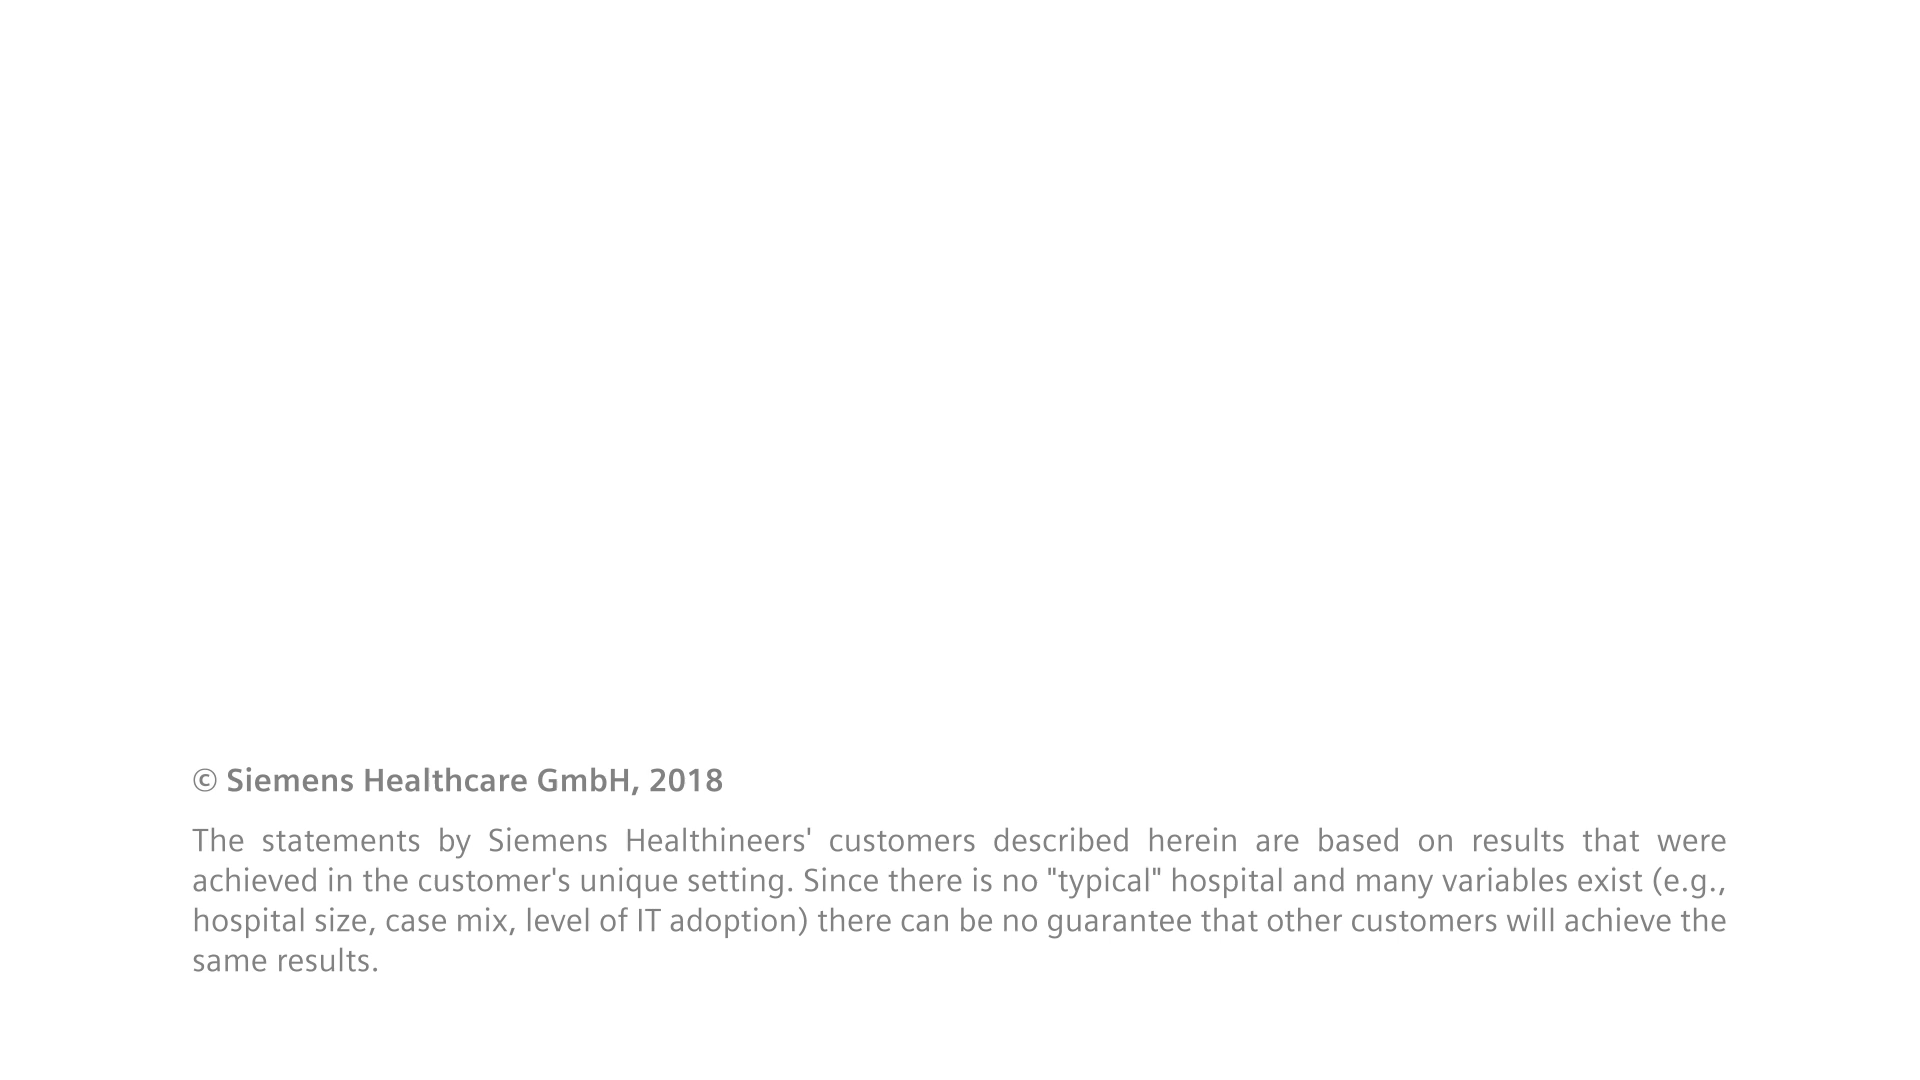 © Siemens Healthcare GmbH, 2018
The statements by Siemens Healthineers' customers described herein are based on results that were
achieved in the customer's unique setting. Since there is no "typical" hospital and many variables exist (e.g.,
hospital size, case mix, level of IT adoption) there can be no guarantee that other customers will achieve the
same results.